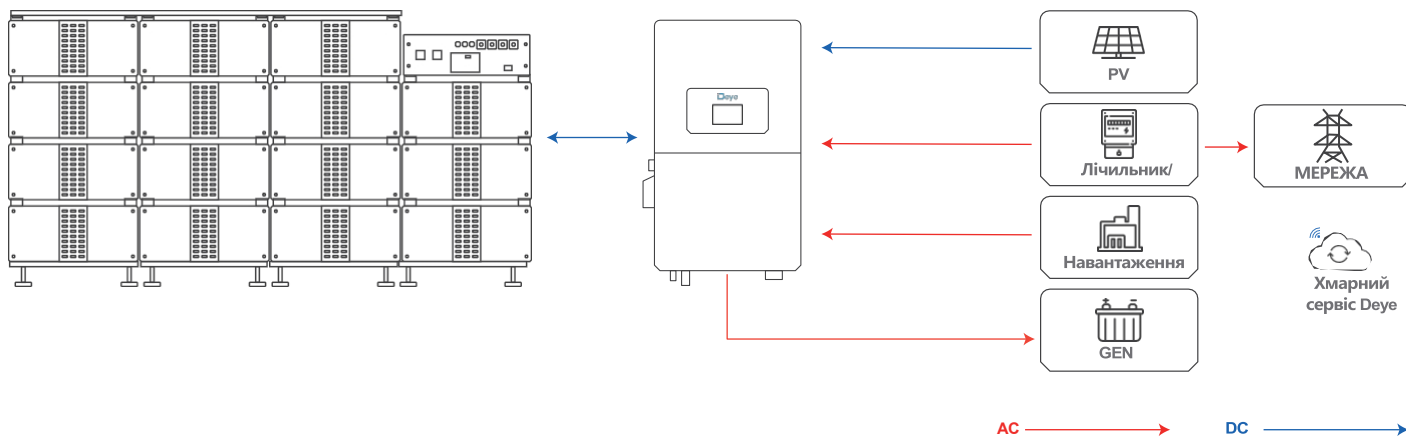 Deye
PV
Лічильник/
МЕРЕЖА
Навантаження
GEN
Хмарний
сервіс Deye
AC
DC